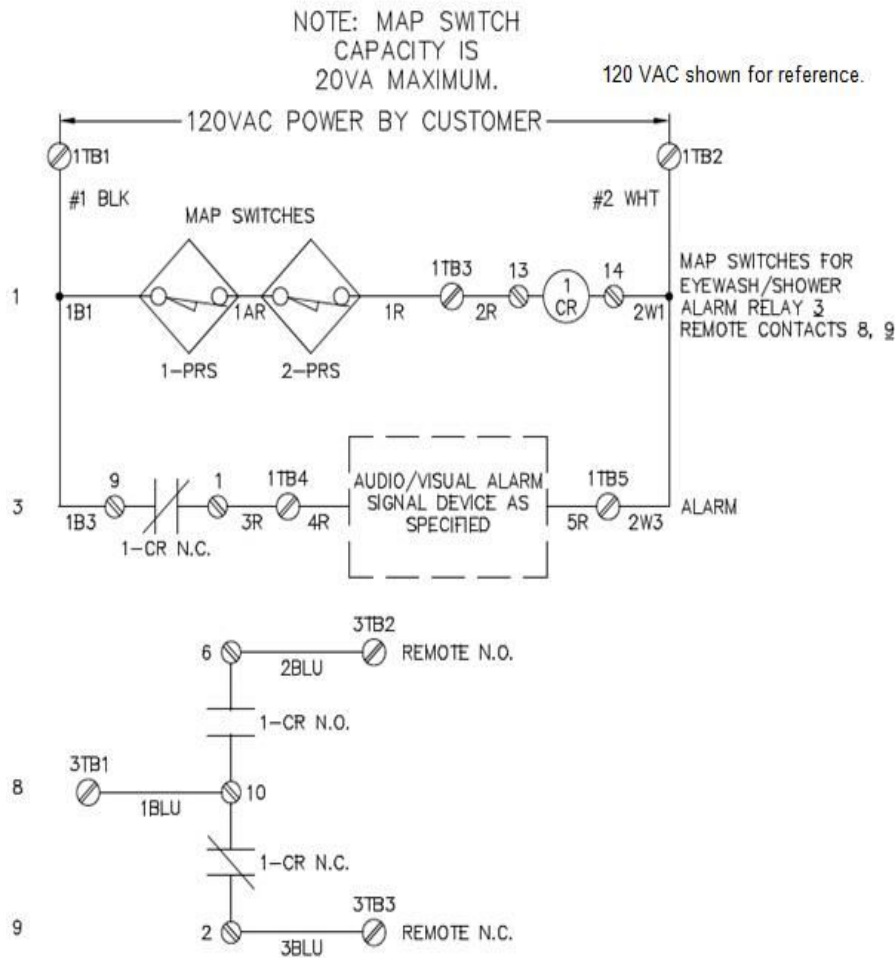 NOTE: MAP SWITCH
CAPACITY IS
20VA MAXIMUM.
120 VAC shown for reference.
120VAC POWER BY CUSTOMER
1TB1
1TB2
#1 BLK
#2 WHT
MAP SWITCHES
1
1B1
1AR
1R
1TB3
2R
13
1
CR
14
2W1
1-PRS
2-PRS
MAP SWITCHES FOR
EYEWASH/SHOWER
ALARM RELAY 3
REMOTE CONTACTS 8, 9
3
1B3
9
1-CR N.C.
1
3R
1TB4
4R
AUDIO/VISUAL ALARM
SIGNAL DEVICE AS
SPECIFIED
5R
1TB5
2W3
ALARM
6
2BLU
3TB2
REMOTE N.O.
1-CR N.O.
8
3TB1
1BLU
10
1-CR N.C.
9
2
3BLU
3TB3
REMOTE N.C.